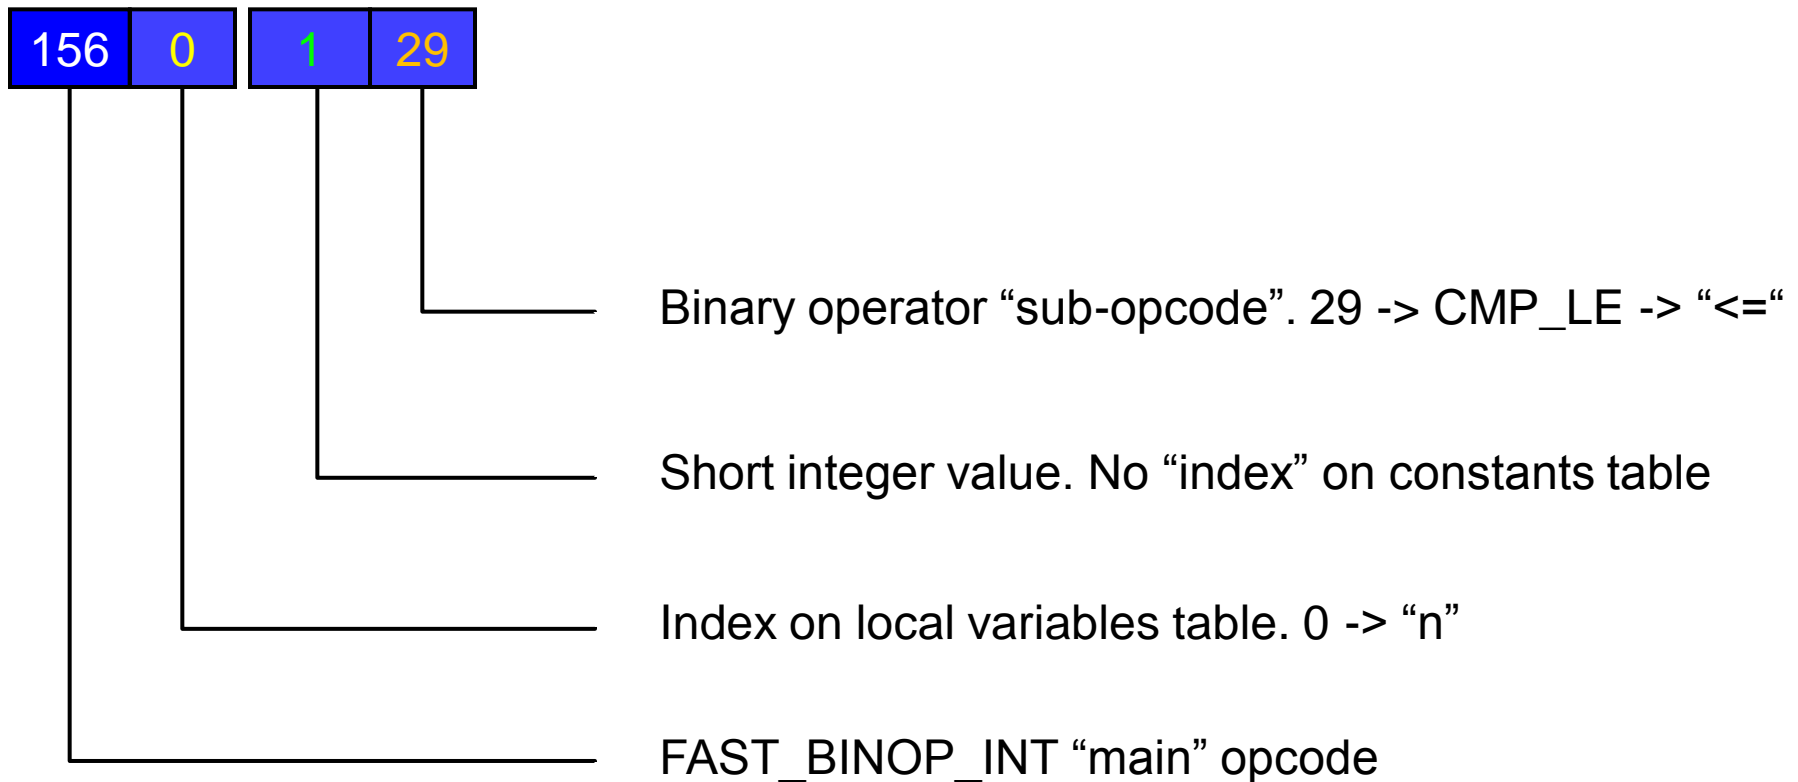 156 0 1 29
Binary operator “sub-opcode”. 29 -> CMP_LE -> “<=“
Short integer value. No “index” on constants table
Index on local variables table. 0 -> “n”
FAST_BINOP_INT “main” opcode